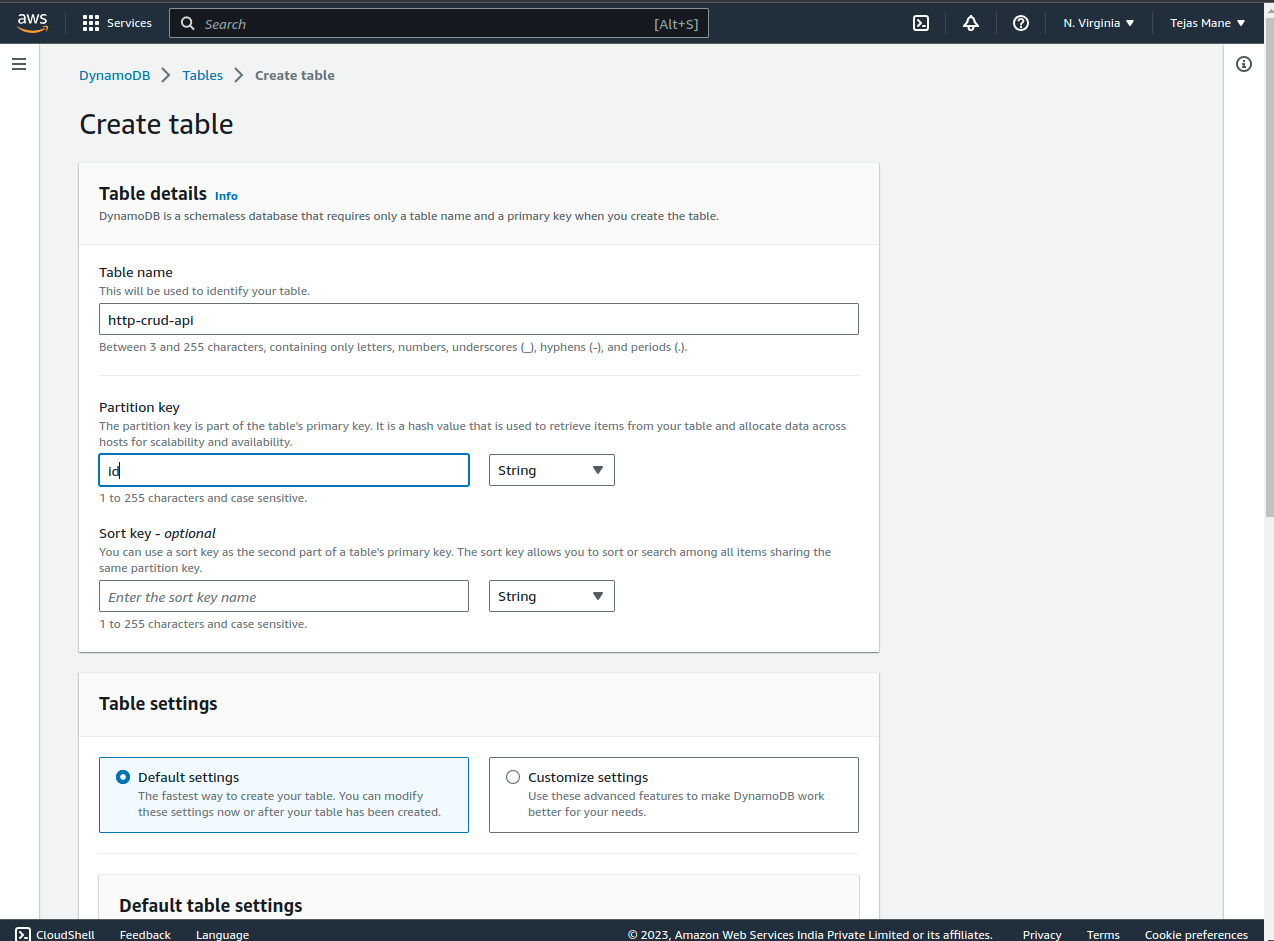 aws
Services
Search
[Alt+S]
N. Virginia
Tejas Mane
DynamoDB
Tables
Create table
Create table
Table details Info
DynamoDB is a schemaless database that requires only a table name and a primary key when you create the table.
Table name
This will be used to identify your table.
http-crud-api
Between 3 and 255 characters, containing only letters, numbers, underscores (_), hyphens (-), and periods (.).
Partition key
The partition key is part of the table's primary key. It is a hash value that is used to retrieve items from your table and allocate data across
hosts for scalability and availability.
id
String
1 to 255 characters and case sensitive.
Sort key - optional
You can use a sort key as the second part of a table's primary key. The sort key allows you to sort or search among all items sharing the
same partition key.
Enter the sort key name
String
1 to 255 characters and case sensitive.
Table settings
Default settings
The fastest way to create your table. You can modify
these settings now or after your table has been created.
Customize settings
Use these advanced features to make DynamoDB work
better for your needs.
Default table settings
CloudShell
Feedback
Language
© 2023, Amazon Web Services India Private Limited or its affiliates.
Privacy
Terms
Cookie preferences